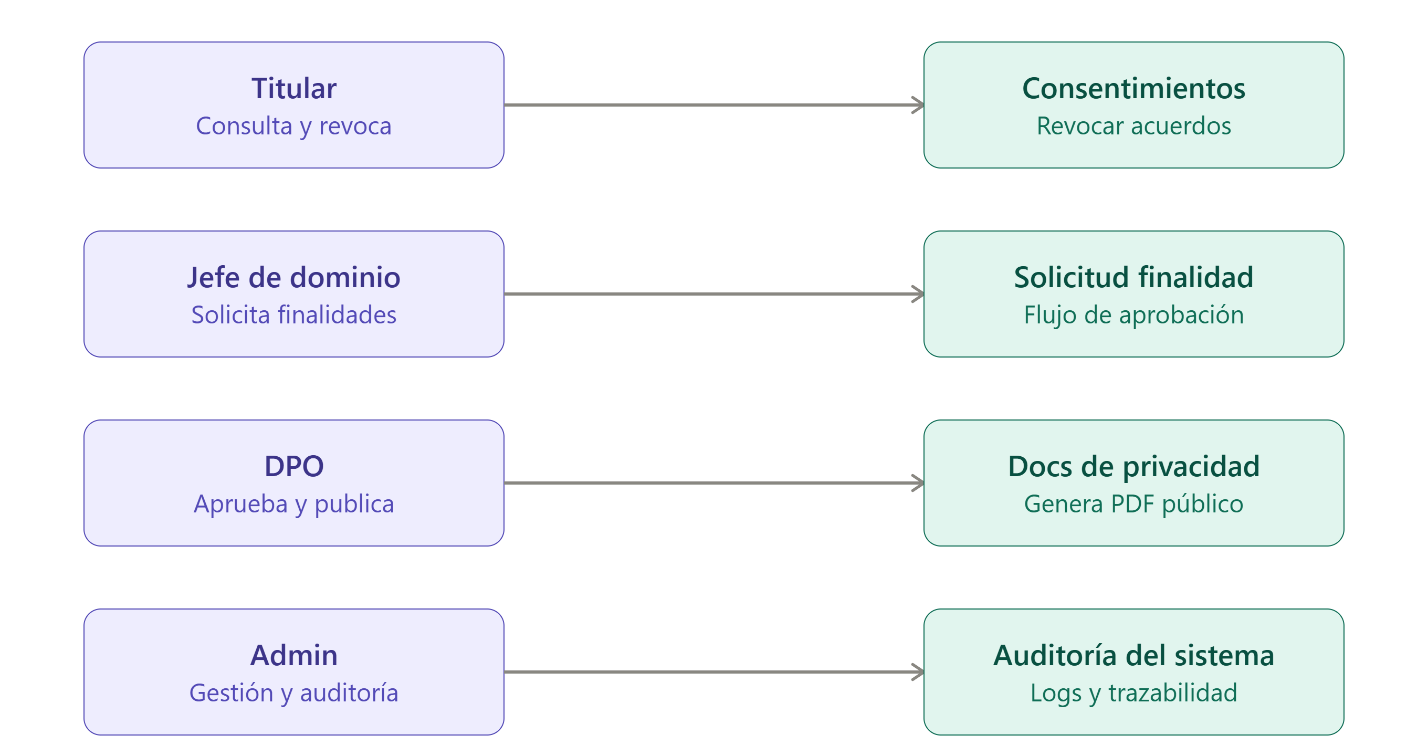 Titular
Consulta y revoca
Consentimientos
Revocar acuerdos
Jefe de dominio
Solicita finalidades
Solicitud finalidad
Flujo de aprobación
DPO
Aprueba y publica
Docs de privacidad
Genera PDF público
Admin
Gestión y auditoría
Auditoría del sistema
Logs y trazabilidad